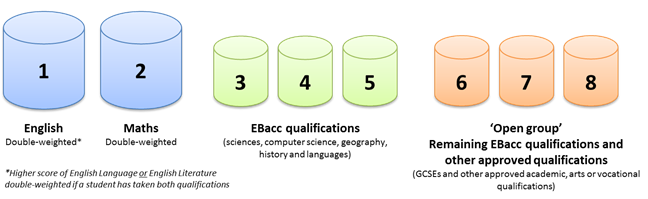 1
2
3
4
5
6
7
8
English
Double-weighted*
Maths
Double-weighted
EBacc qualifications
(sciences, computer science, geography,
history and languages)
'Open group'
Remaining EBacc qualifications and
other approved qualifications
(GCSEs and other approved academic, arts or vocational
qualifications)
*Higher score of English Language or English Literature
double-weighted if a student has taken both qualifications